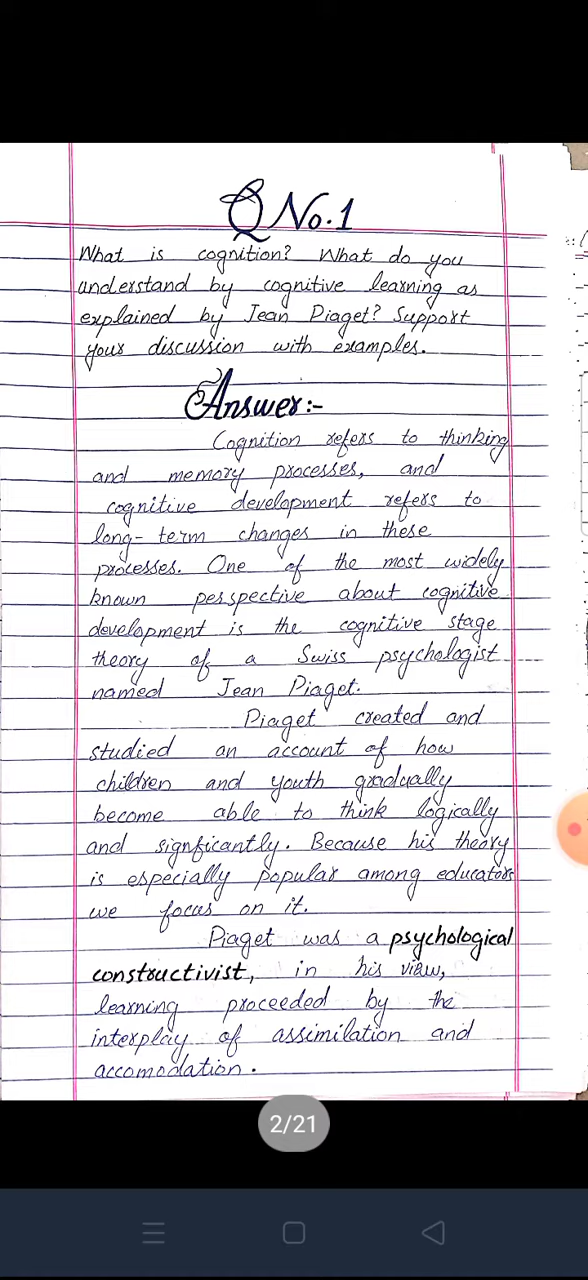 Q No.1
What is cognition? What do you
understand by cognitive learning as
explained by Jean Piaget? Support
your discussion with examples.
Answer:-
Cognition refers to thinking
and memory processes, and
cognitive development refers to
long-term changes in these
processes. One of the most widely
known perspective about cognitive
development is the cognitive stage
theory of a Swiss psychologist
named Jean Piaget.
Piaget created and
studied an account of how
children and youth gradually
become able to think logically
and signficantly. Because his theory
is especially popular among educators
we focus on it.
Piaget was a psychological
constructivist, in his view,
learning proceeded by the
interplay of assimilation and
accomodation.
2/21